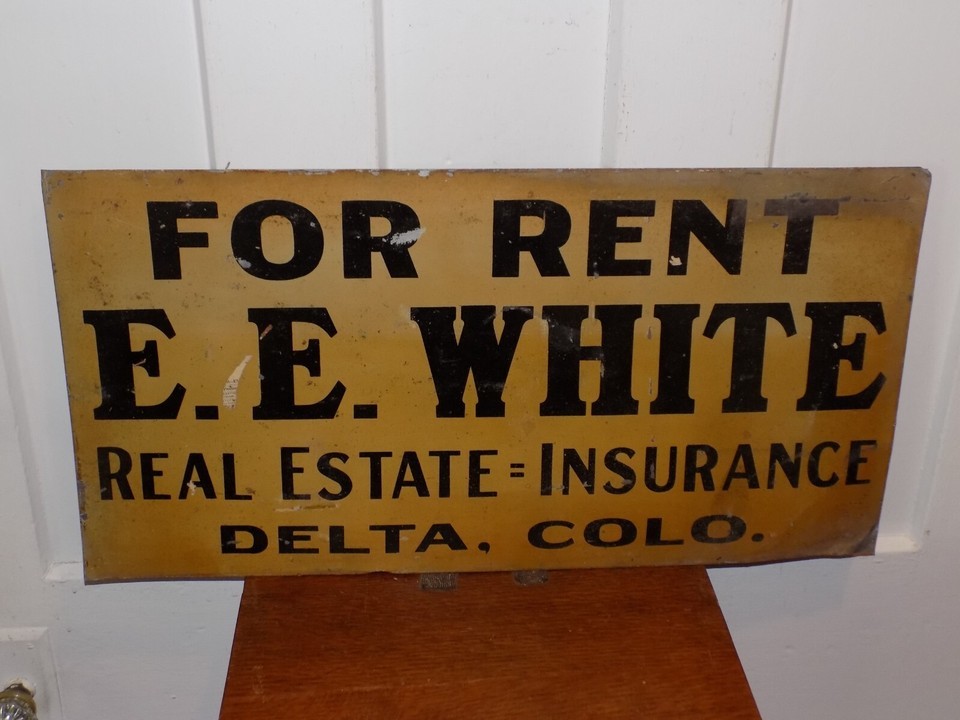 FOR RENT
E. E. WHITE
REAL ESTATE = INSURANCE
DELTA, COLO.